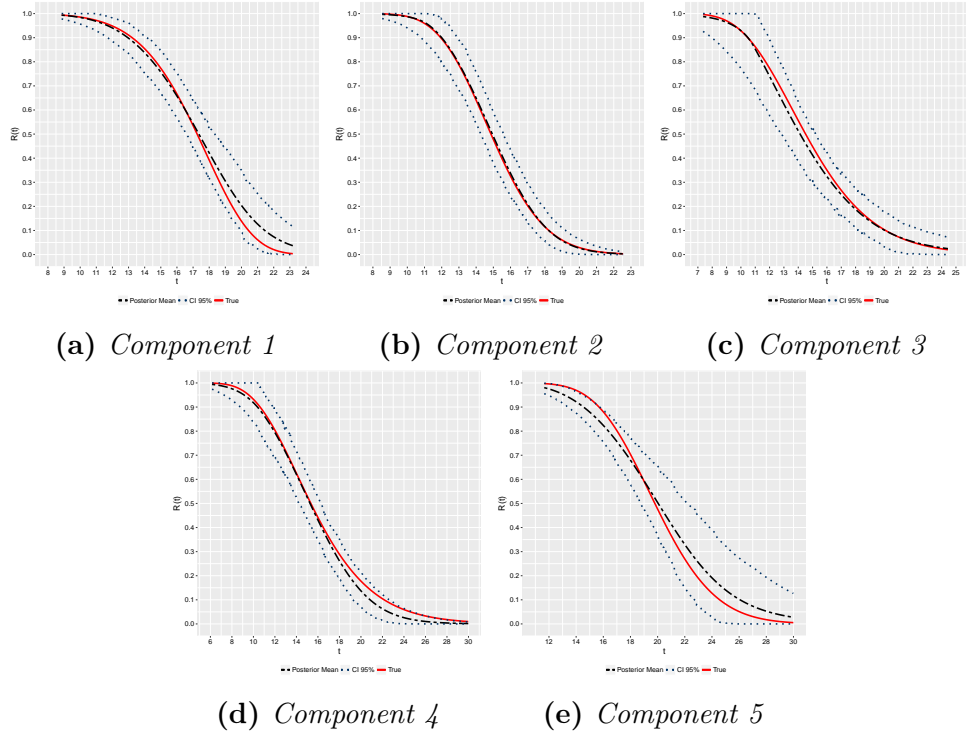 1.0
0.9
0.8
0.7
0.6
0.5
0.4
0.3
0.2
0.1
0.0
R(t)
7 8 9 10 11 12 13 14 15 16 17 18 19 20 21 22 23 24
t
Posterior Mean CI 95% True
(a) Component 1
1.0
0.9
0.8
0.7
0.6
0.5
0.4
0.3
0.2
0.1
0.0
R(t)
7 8 9 10 11 12 13 14 15 16 17 18 19 20 21 22 23
t
Posterior Mean CI 95% True
(b) Component 2
1.0
0.9
0.8
0.7
0.6
0.5
0.4
0.3
0.2
0.1
0.0
R(t)
7 8 9 10 11 12 13 14 15 16 17 18 19 20 21 22 23 24 25
t
Posterior Mean CI 95% True
(c) Component 3
1.0
0.9
0.8
0.7
0.6
0.5
0.4
0.3
0.2
0.1
0.0
R(t)
6 8 10 12 14 16 18 20 22 24 26 28 30
t
Posterior Mean CI 95% True
(d) Component 4
1.0
0.9
0.8
0.7
0.6
0.5
0.4
0.3
0.2
0.1
0.0
R(t)
12 14 16 18 20 22 24 26 28 30
t
Posterior Mean CI 95% True
(e) Component 5